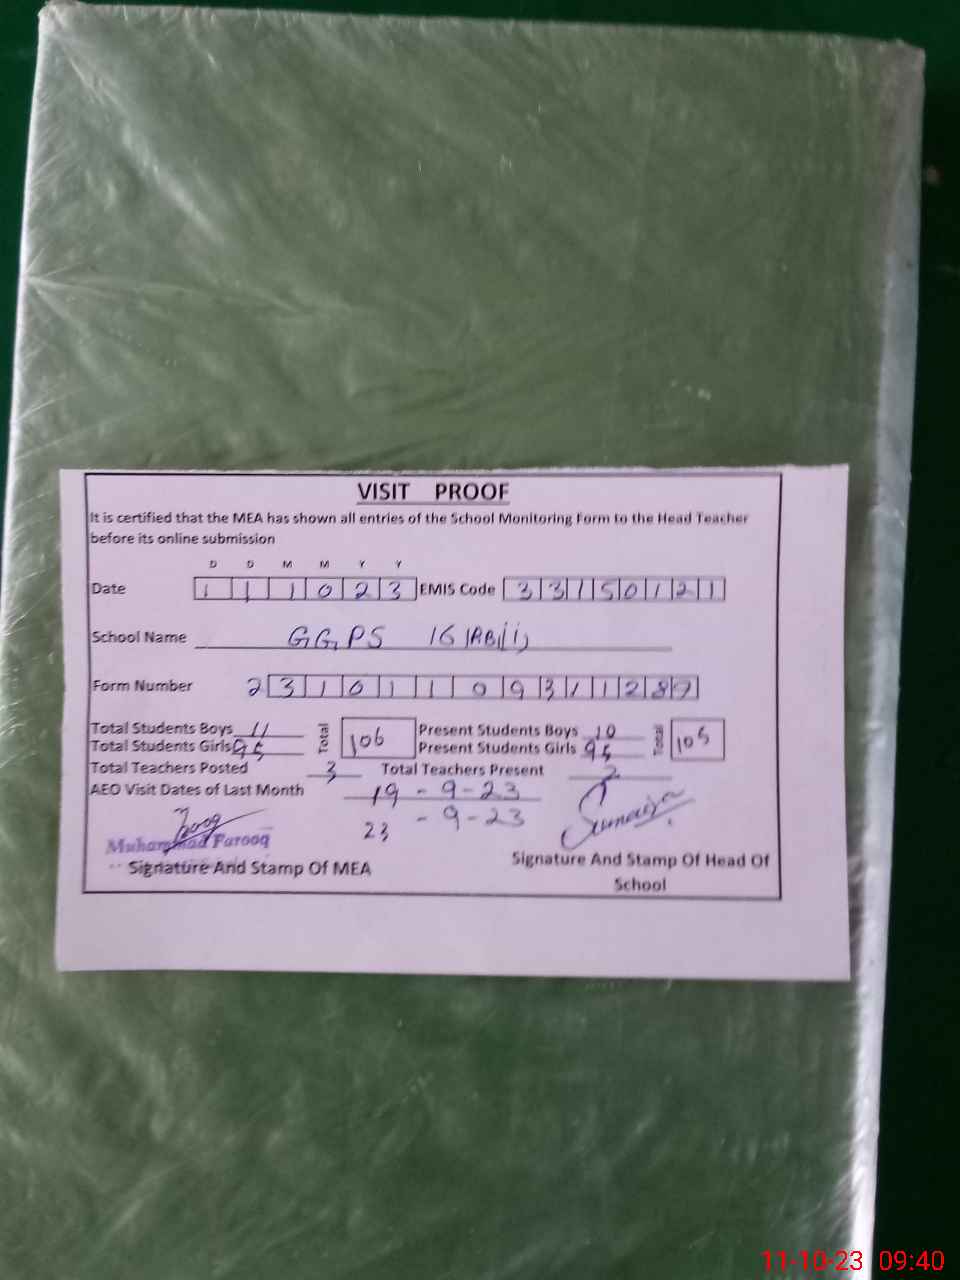 VISIT PROOF
It is certified that the MEA has shown all entries of the School Monitoring Form to the Head Teacher
before its online submission
D D M M Y Y
Date 1 1 1 0 2 3 EMIS Code 3 3 1 5 0 1 2 1
School Name GGPS 16
Form Number 2 3 1 0 1 1 0 9 3 1 1 2 8 7
Total Students Boys 11 Total 106 Present Students Boys 10 Total 105
Total Students Girls 95 Present Students Girls 95
Total Teachers Posted 3 Total Teachers Present 2
AEO Visit Dates of Last Month 19 - 9 - 23
23 - 9 - 23
Muhammad Farooq
Signature And Stamp Of MEA
Signature And Stamp Of Head Of
School
11-10-23 09:40